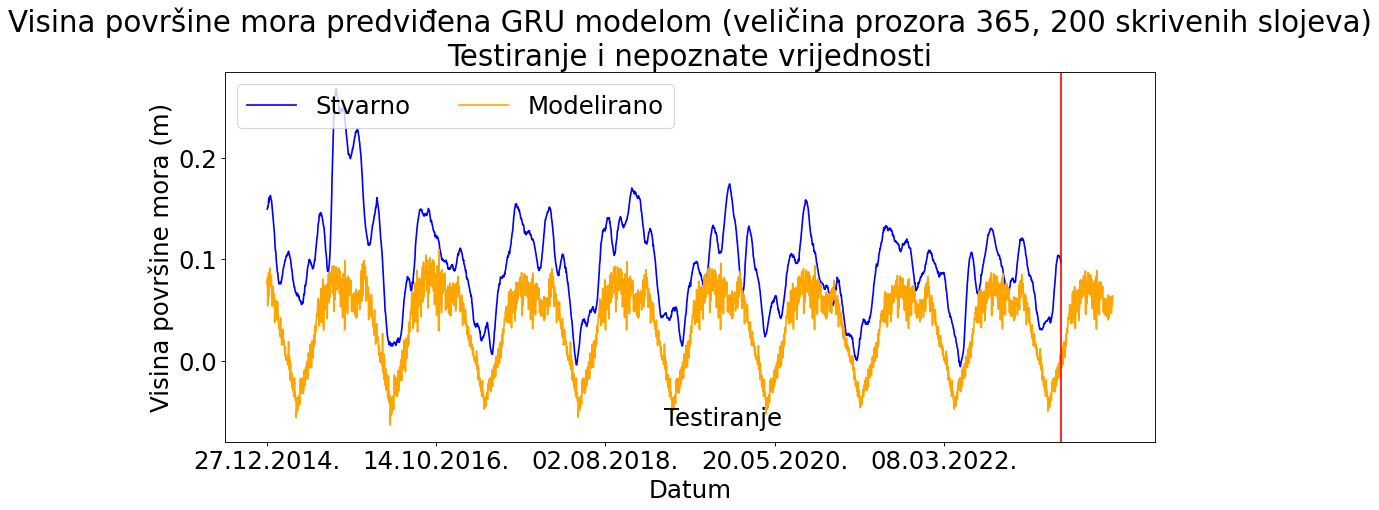 Visina površine mora predviđena GRU modelom (veličina prozora 365, 200 skrivenih slojeva)
Testiranje i nepoznate vrijednosti
Stvarno
Modelirano
Visina površine mora (m)
0.2
0.1
0.0
Testiranje
27.12.2014.
14.10.2016.
02.08.2018.
20.05.2020.
08.03.2022.
Datum